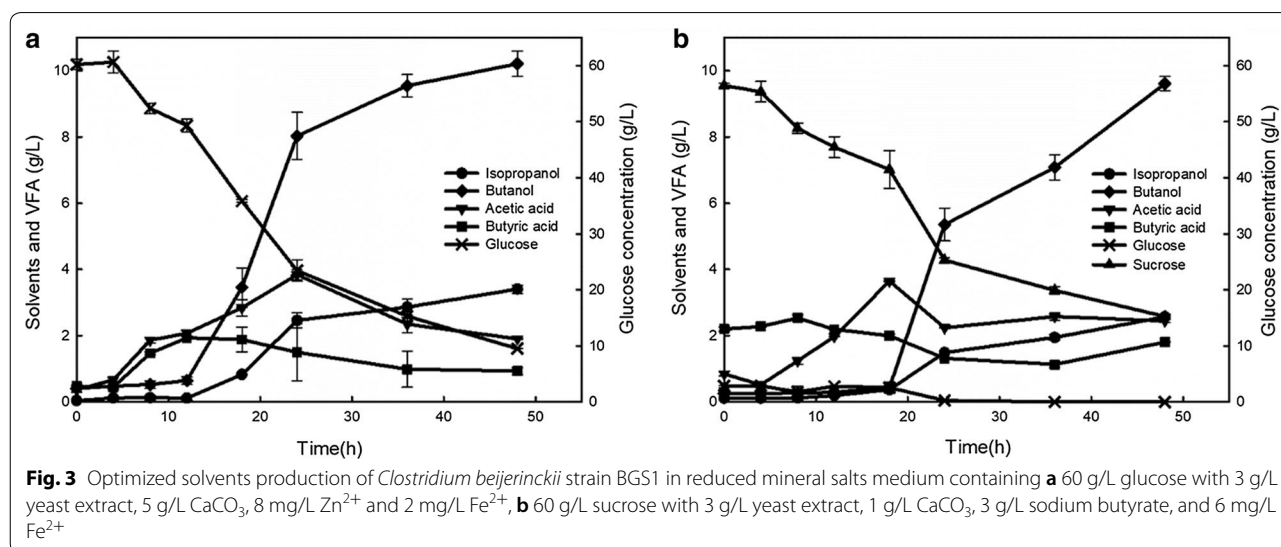 a
b
10
8
6
4
2
0
Solvents and VFA (g/L)
60
50
40
30
20
10
0
Glucose concentration (g/L)
Isopropanol
Butanol
Acetic acid
Butyric acid
Glucose
0 10 20 30 40 50
Time(h)
10
8
6
4
2
0
Solvents and VFA (g/L)
60
50
40
30
20
10
0
Glucose concentration (g/L)
Isopropanol
Butanol
Acetic acid
Butyric acid
Glucose
Sucrose
0 10 20 30 40 50
Time(h)
Fig. 3 Optimized solvents production of Clostridium beijerinckii strain BGS1 in reduced mineral salts medium containing a 60 g/L glucose with 3 g/L
yeast extract, 5 g/L CaCO₃, 8 mg/L Zn²⁺ and 2 mg/L Fe²⁺, b 60 g/L sucrose with 3 g/L yeast extract, 1 g/L CaCO₃, 3 g/L sodium butyrate, and 6 mg/L
Fe²⁺